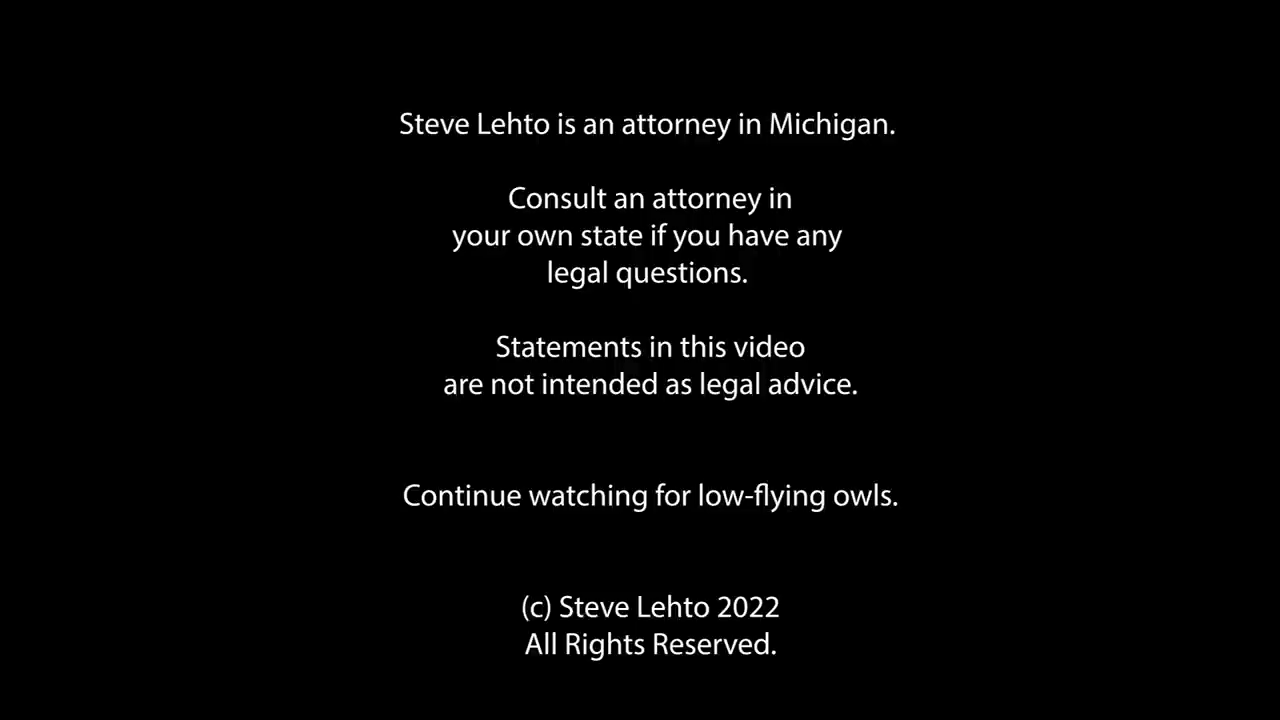 Steve Lehto is an attorney in Michigan.
Consult an attorney in
your own state if you have any
legal questions.
Statements in this video
are not intended as legal advice.
Continue watching for low-flying owls.
(c) Steve Lehto 2022
All Rights Reserved.